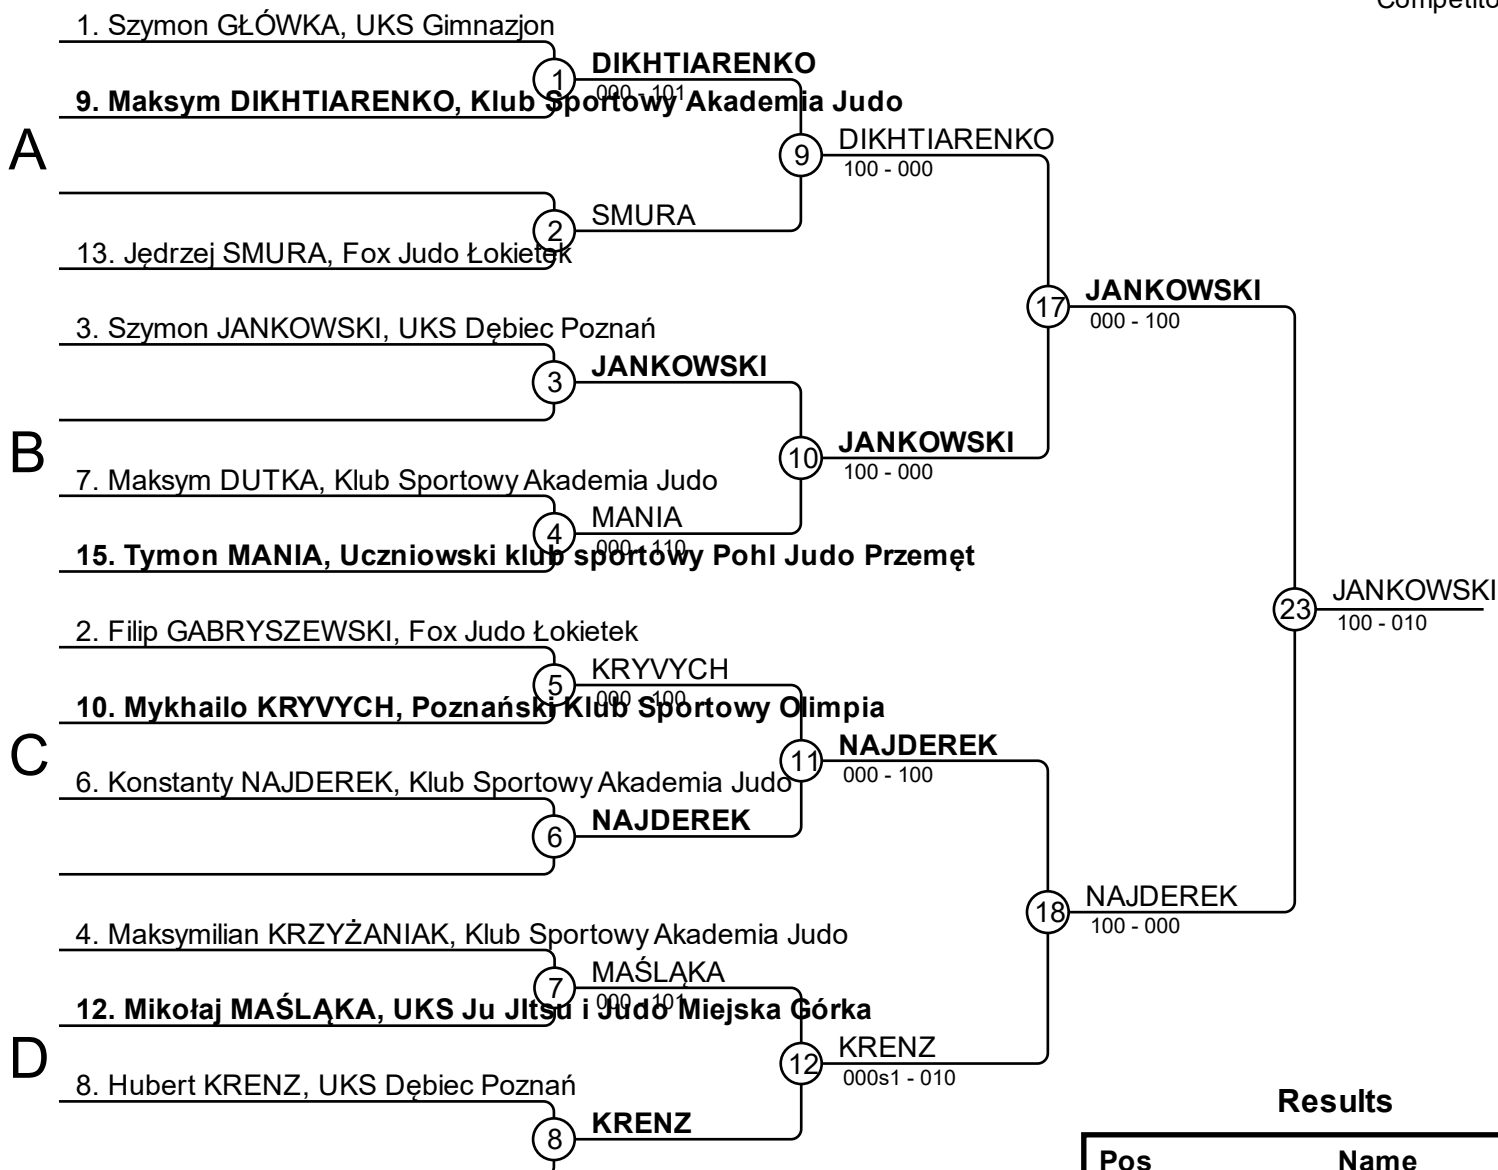 Competito
1. Szymon GŁÓWKA, UKS Gimnazjon
1 DIKHTIARENKO
000 - 101
9. Maksym DIKHTIARENKO, Klub Sportowy Akademia Judo
A
9 DIKHTIARENKO
100 - 000
2 SMURA
13. Jędrzej SMURA, Fox Judo Łokietek
17 JANKOWSKI
000 - 100
3. Szymon JANKOWSKI, UKS Dębiec Poznań
3 JANKOWSKI
B
10 JANKOWSKI
100 - 000
7. Maksym DUTKA, Klub Sportowy Akademia Judo
4 MANIA
000 - 110
15. Tymon MANIA, Uczniowski klub sportowy Pohl Judo Przemęt
23 JANKOWSKI
100 - 010
2. Filip GABRYSZEWSKI, Fox Judo Łokietek
5 KRYVYCH
000 - 100
10. Mykhailo KRYVYCH, Poznański Klub Sportowy Olimpia
C
11 NAJDEREK
000 - 100
6. Konstanty NAJDEREK, Klub Sportowy Akademia Judo
6 NAJDEREK
18 NAJDEREK
100 - 000
4. Maksymilian KRZYŻANIAK, Klub Sportowy Akademia Judo
7 MAŚLĄKA
000 - 101
12. Mikołaj MAŚLĄKA, UKS Ju JItsu i Judo Miejska Górka
D
12 KRENZ
000s1 - 010
8. Hubert KRENZ, UKS Dębiec Poznań
8 KRENZ
Results
Pos Name